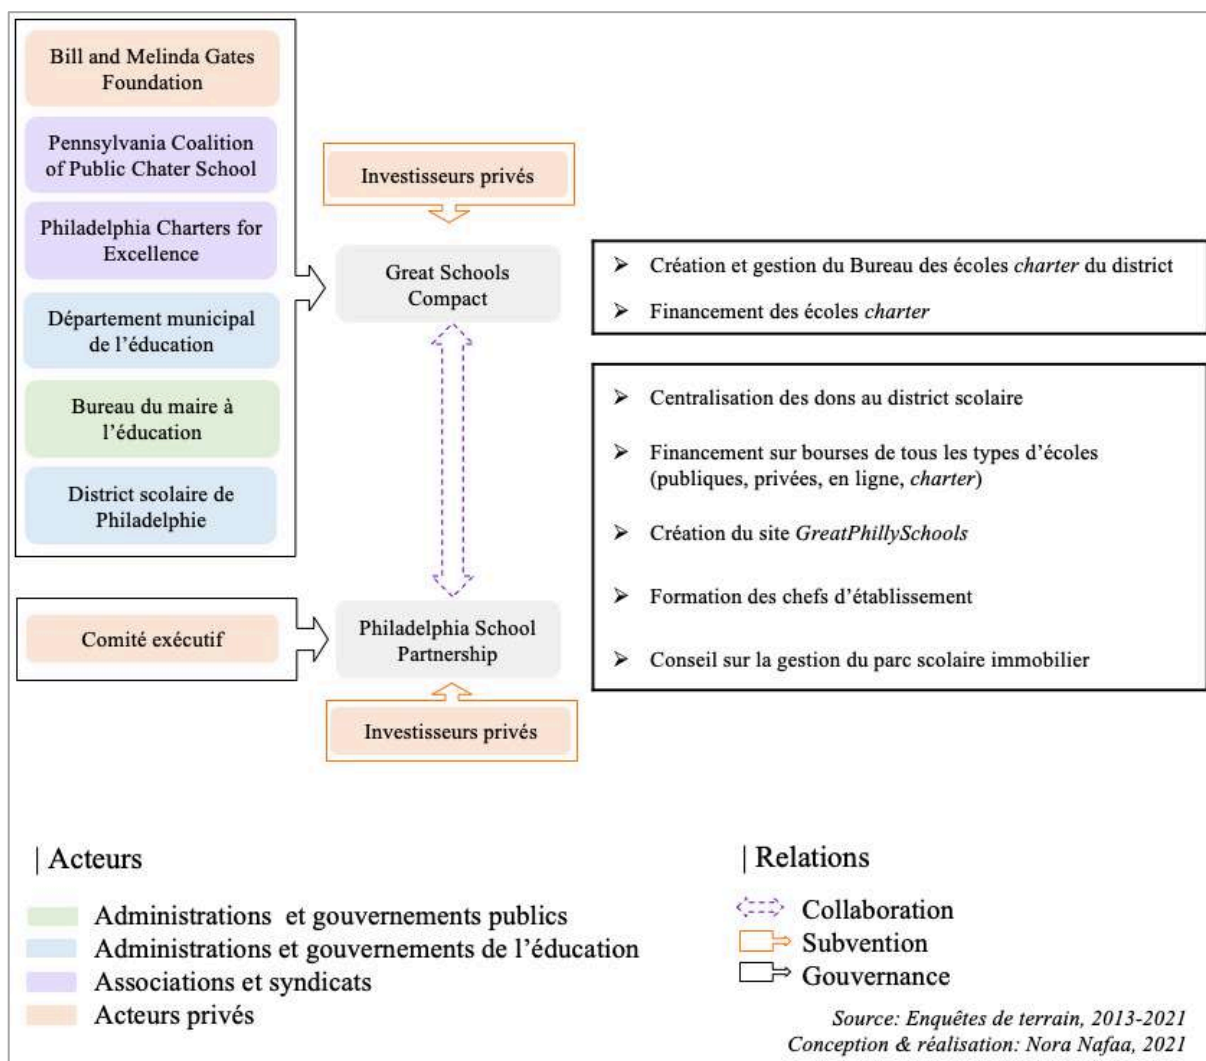 Bill and Melinda Gates
Foundation
Pennsylvania Coalition
of Public Chater School
Philadelphia Charters for
Excellence
Département municipal
de l’éducation
Bureau du maire à
l’éducation
District scolaire de
Philadelphie
Comité exécutif
Investisseurs privés
Great Schools
Compact
Philadelphia School
Partnership
Investisseurs privés
➢ Création et gestion du Bureau des écoles charter du district
➢ Financement des écoles charter
➢ Centralisation des dons au district scolaire
➢ Financement sur bourses de tous les types d’écoles
(publiques, privées, en ligne, charter)
➢ Création du site GreatPhillySchools
➢ Formation des chefs d’établissement
➢ Conseil sur la gestion du parc scolaire immobilier
| Acteurs
Administrations et gouvernements publics
Administrations et gouvernements de l’éducation
Associations et syndicats
Acteurs privés
| Relations
Collaboration
Subvention
Gouvernance
Source: Enquêtes de terrain, 2013-2021
Conception & réalisation: Nora Nafaa, 2021